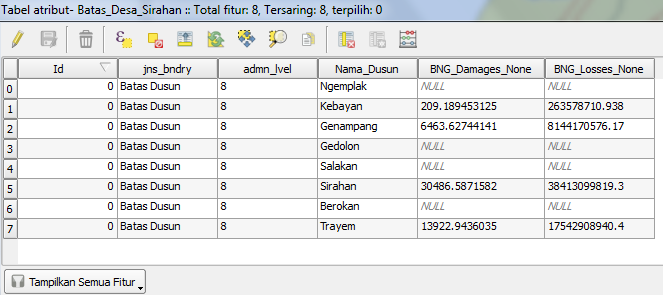 Tabel atribut- Batas_Desa_Sirahan :: Total fitur: 8, Tersaring: 8, terpilih: 0
Id jns_bndry admn_lvel Nama_Dusun BNG_Damages_None BNG_Losses_None
0 0 Batas Dusun 8 Ngemplak NULL NULL
1 0 Batas Dusun 8 Kebayan 209.189453125 263578710.938
2 0 Batas Dusun 8 Genampang 6463.62744141 8144170576.17
3 0 Batas Dusun 8 Gedolon NULL NULL
4 0 Batas Dusun 8 Salakan NULL NULL
5 0 Batas Dusun 8 Sirahan 30486.5871582 38413099819.3
6 0 Batas Dusun 8 Berokan NULL NULL
7 0 Batas Dusun 8 Trayem 13922.9436035 17542908940.4
Tampilkan Semua Fitur